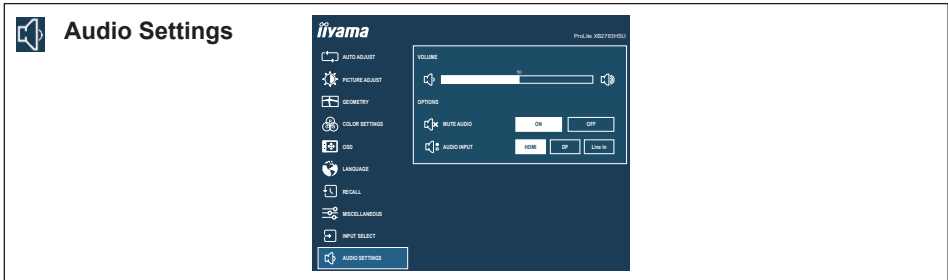 Audio Settings
iiyama
ProLite XB2783HSU
AUTO ADJUST
PICTURE ADJUST
GEOMETRY
COLOR SETTINGS
OSD
LANGUAGE
RECALL
MISCELLANEOUS
INPUT SELECT
AUDIO SETTINGS
VOLUME
50
OPTIONS
MUTE AUDIO ON OFF
AUDIO INPUT HDMI DP Line In